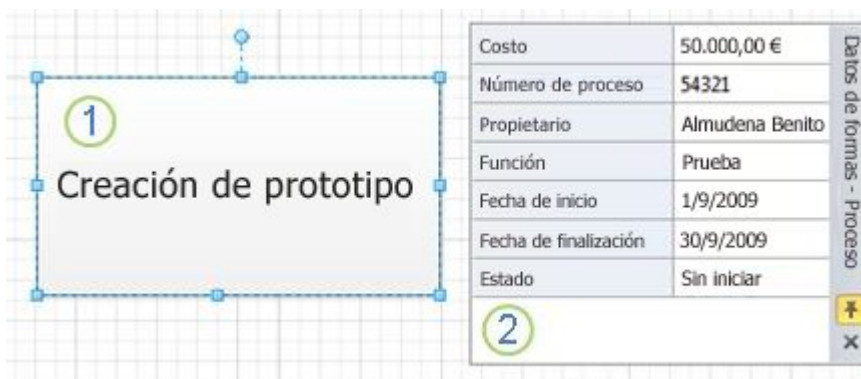 1
Creación de prototipo
Costo 50.000,00 €
Número de proceso 54321
Propietario Almudena Benito
Función Prueba
Fecha de inicio 1/9/2009
Fecha de finalización 30/9/2009
Estado Sin iniciar
2
Datos de formas - Proceso